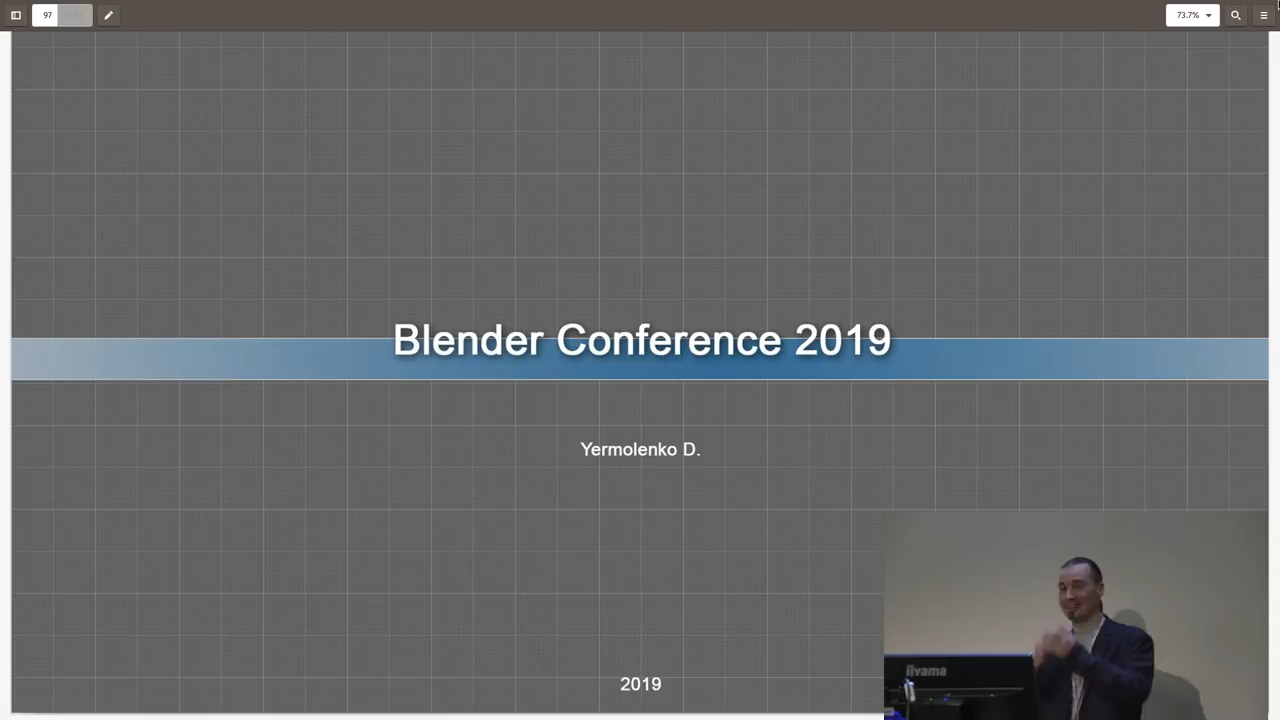 97
73.7%
Blender Conference 2019
Yermolenko D.
2019
iiyama